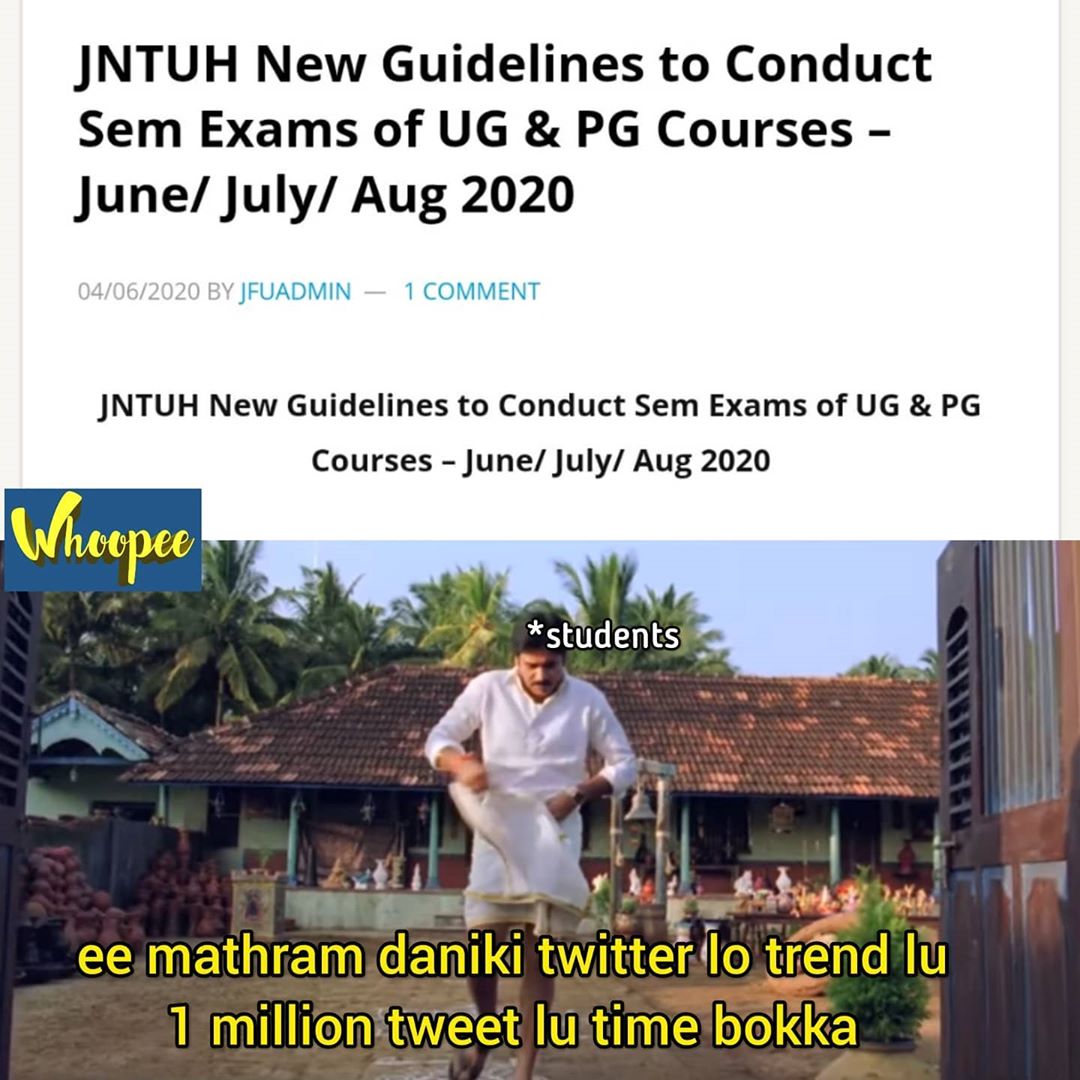 JNTUH New Guidelines to Conduct
Sem Exams of UG & PG Courses –
June/ July/ Aug 2020
04/06/2020 BY JFUADMIN — 1 COMMENT
JNTUH New Guidelines to Conduct Sem Exams of UG & PG
Courses – June/ July/ Aug 2020
Whoopee
*students
ee mathram daniki twitter lo trend lu
1 million tweet lu time bokka